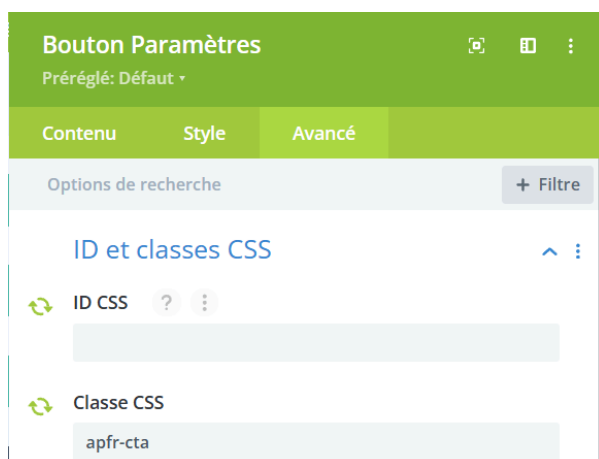 Bouton Paramètres
Préréglé: Défaut
Contenu Style Avancé
Options de recherche + Filtre
ID et classes CSS
ID CSS ?
Classe CSS
apfr-cta